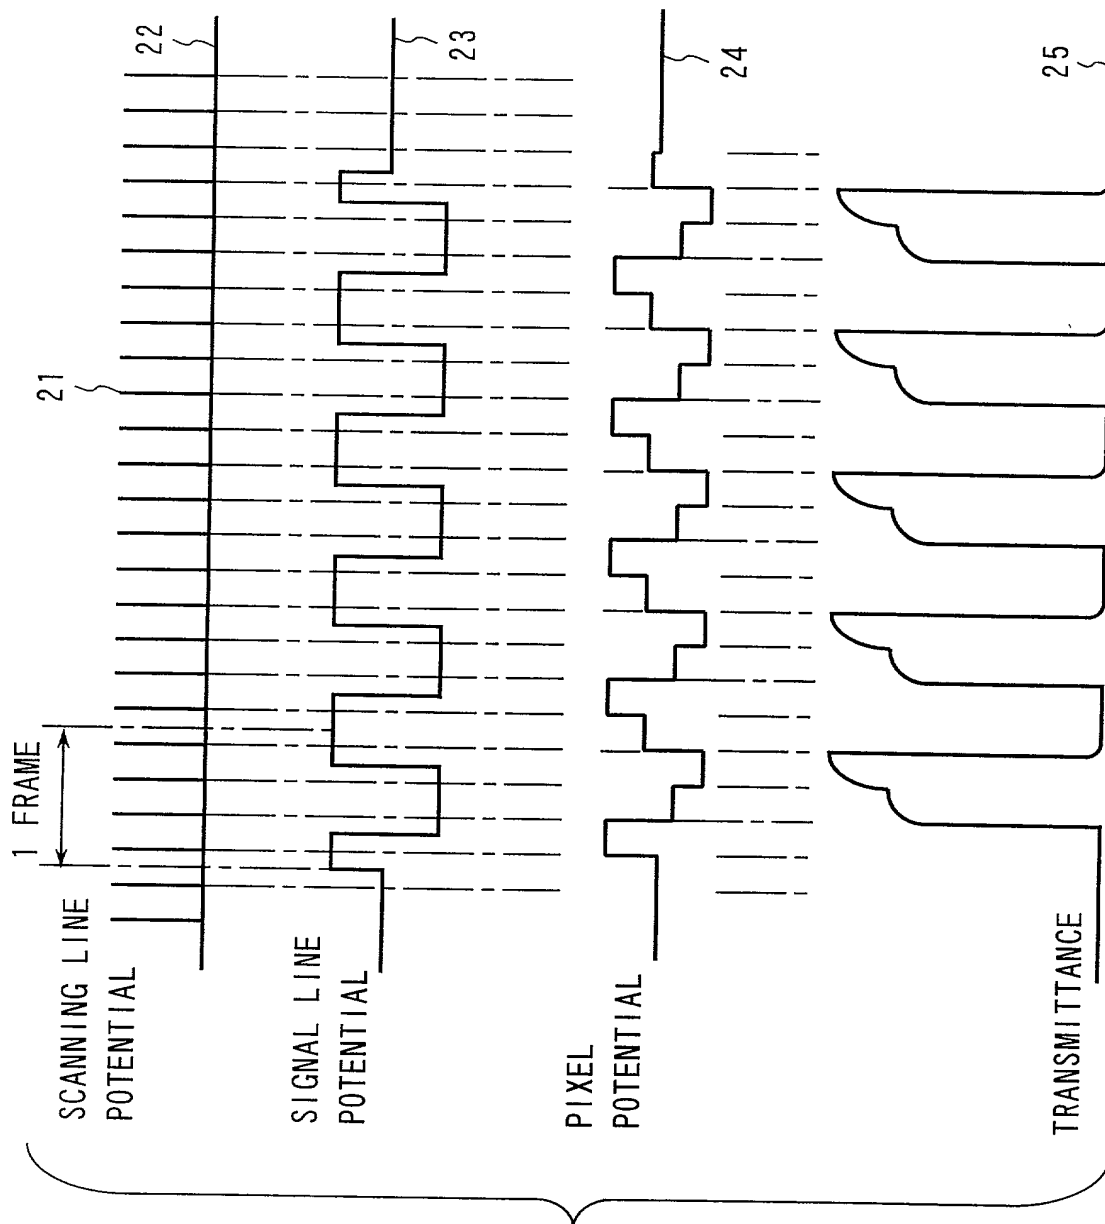 1 FRAME
SCANNING LINE
POTENTIAL
21
22
SIGNAL LINE
POTENTIAL
23
PIXEL
POTENTIAL
24
TRANSMITTANCE
25